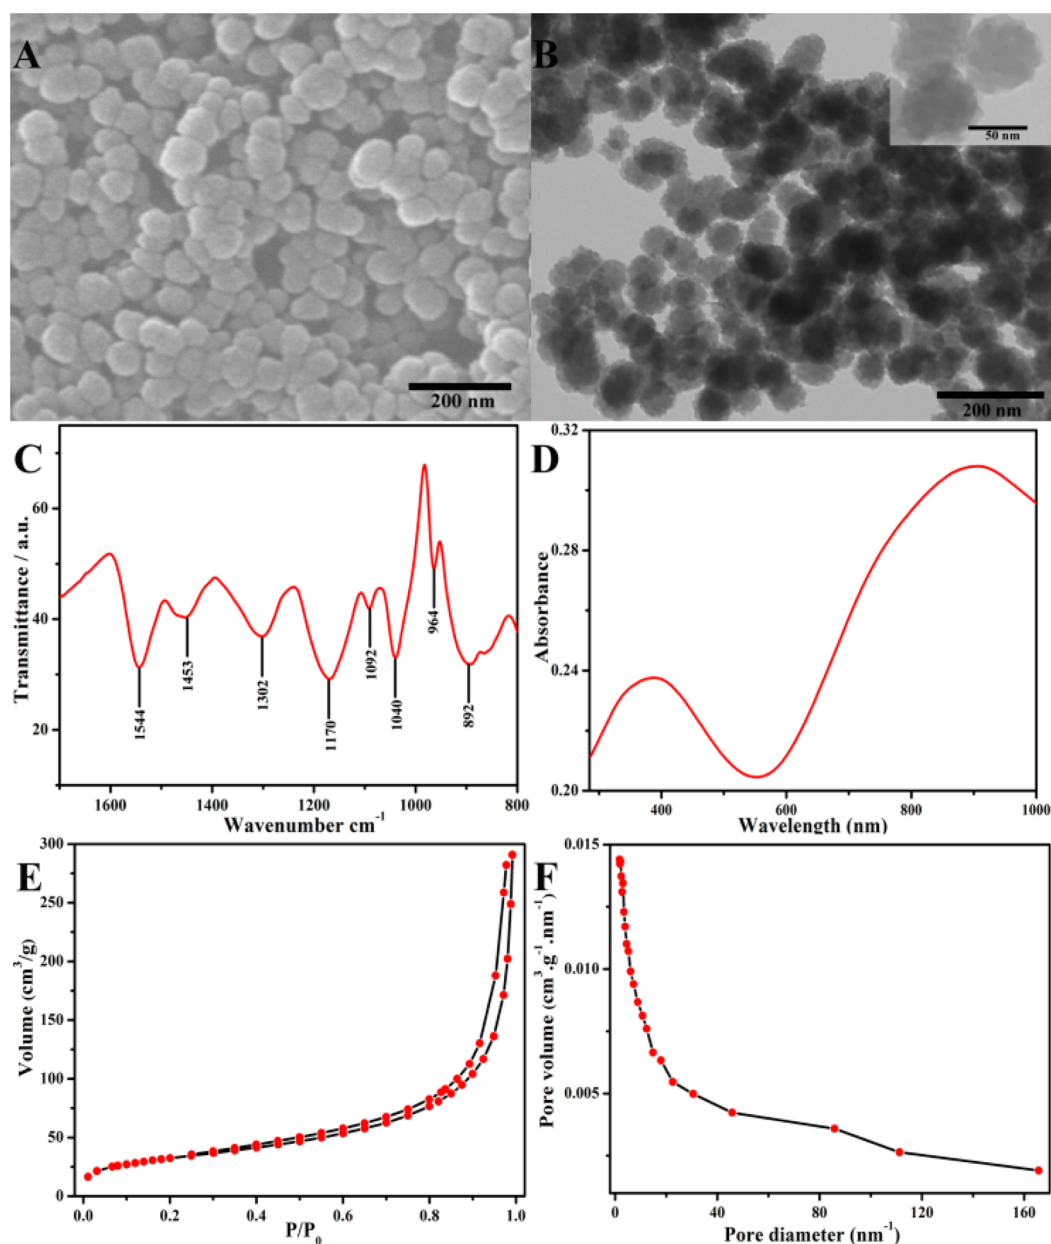 A
200 nm
B
50 nm
200 nm
C
Transmittance / a.u.
60
40
20
1544
1453
1302
1170
1092
1040
964
892
1600
1400
1200
1000
800
Wavenumber cm⁻¹
D
Absorbance
0.32
0.28
0.24
0.20
400
600
800
1000
Wavelength (nm)
E
Volume (cm³/g)
300
250
200
150
100
50
0
0.0
0.2
0.4
0.6
0.8
1.0
P/P₀
F
Pore volume (cm³.g⁻¹.nm⁻¹)
0.015
0.010
0.005
0
40
80
120
160
Pore diameter (nm⁻¹)